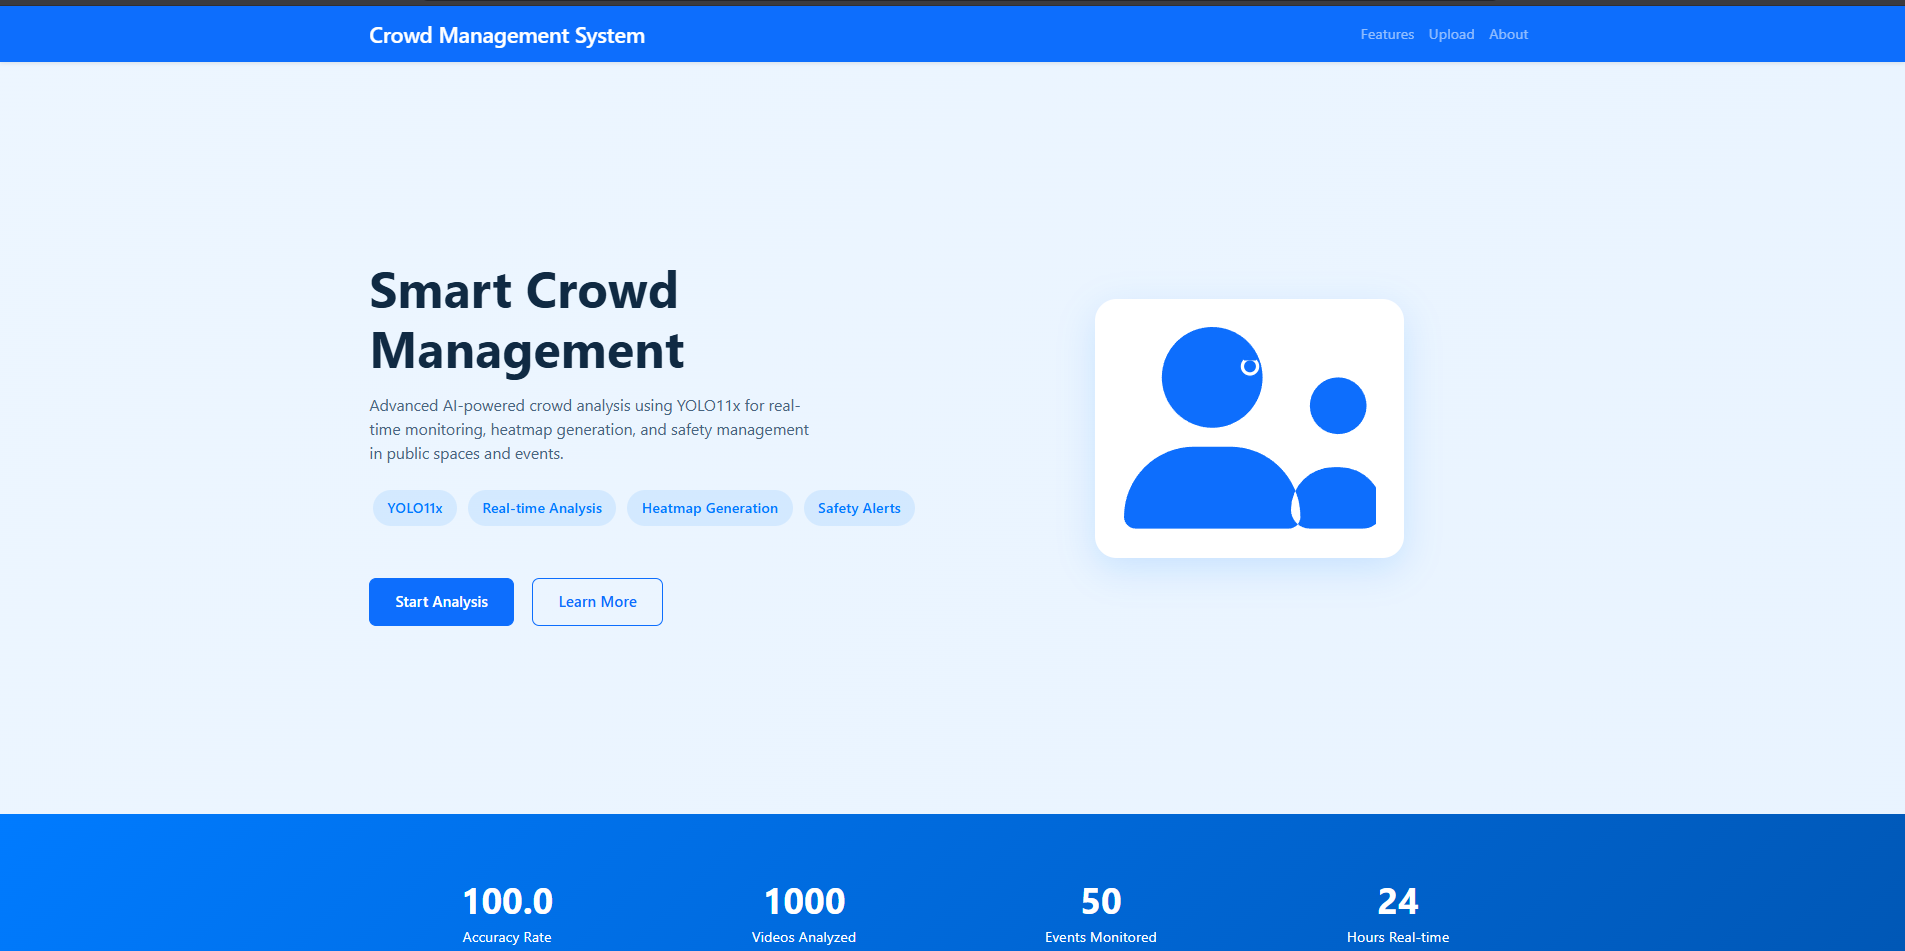 Crowd Management System
Features Upload About
Smart Crowd
Management
Advanced AI-powered crowd analysis using YOLO11x for real-
time monitoring, heatmap generation, and safety management
in public spaces and events.
YOLO11x Real-time Analysis Heatmap Generation Safety Alerts
Start Analysis Learn More
100.0 1000 50 24
Accuracy Rate Videos Analyzed Events Monitored Hours Real-time